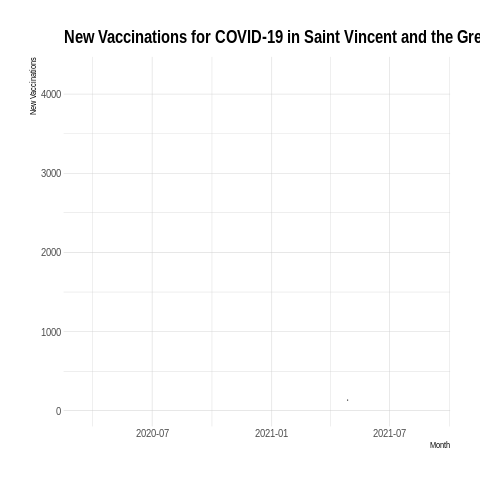 New Vaccinations for COVID-19 in Saint Vincent and the Gre
New Vaccinations
4000
3000
2000
1000
0
2020-07
2021-01
2021-07
Month